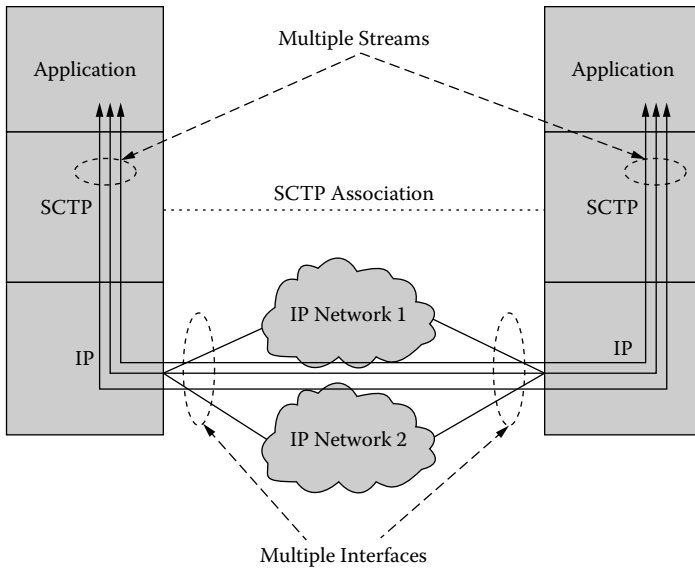 Multiple Streams
Application
Application
SCTP
SCTP Association
SCTP
IP Network 1
IP
IP
IP Network 2
Multiple Interfaces